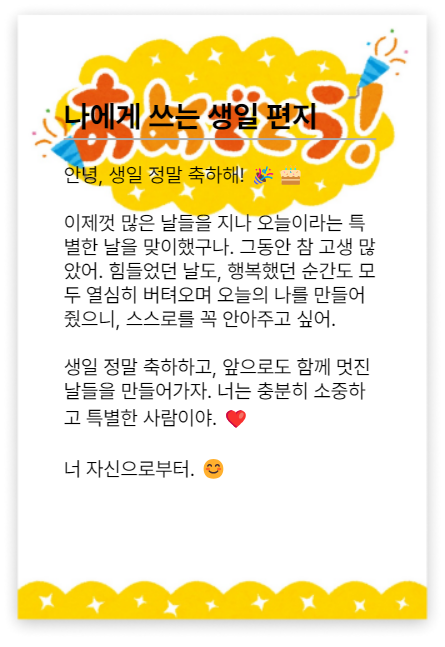 おめでとう!
나에게 쓰는 생일 편지
안녕, 생일 정말 축하해! 🎉 🎂
이제껏 많은 날들을 지나 오늘이라는 특
별한 날을 맞이했구나. 그동안 참 고생 많
았어. 힘들었던 날도, 행복했던 순간도 모
두 열심히 버텨오며 오늘의 나를 만들어
줬으니, 스스로를 꼭 안아주고 싶어.
생일 정말 축하하고, 앞으로도 함께 멋진
날들을 만들어가자. 너는 충분히 소중하
고 특별한 사람이야. ❤️
너 자신으로부터. 😊